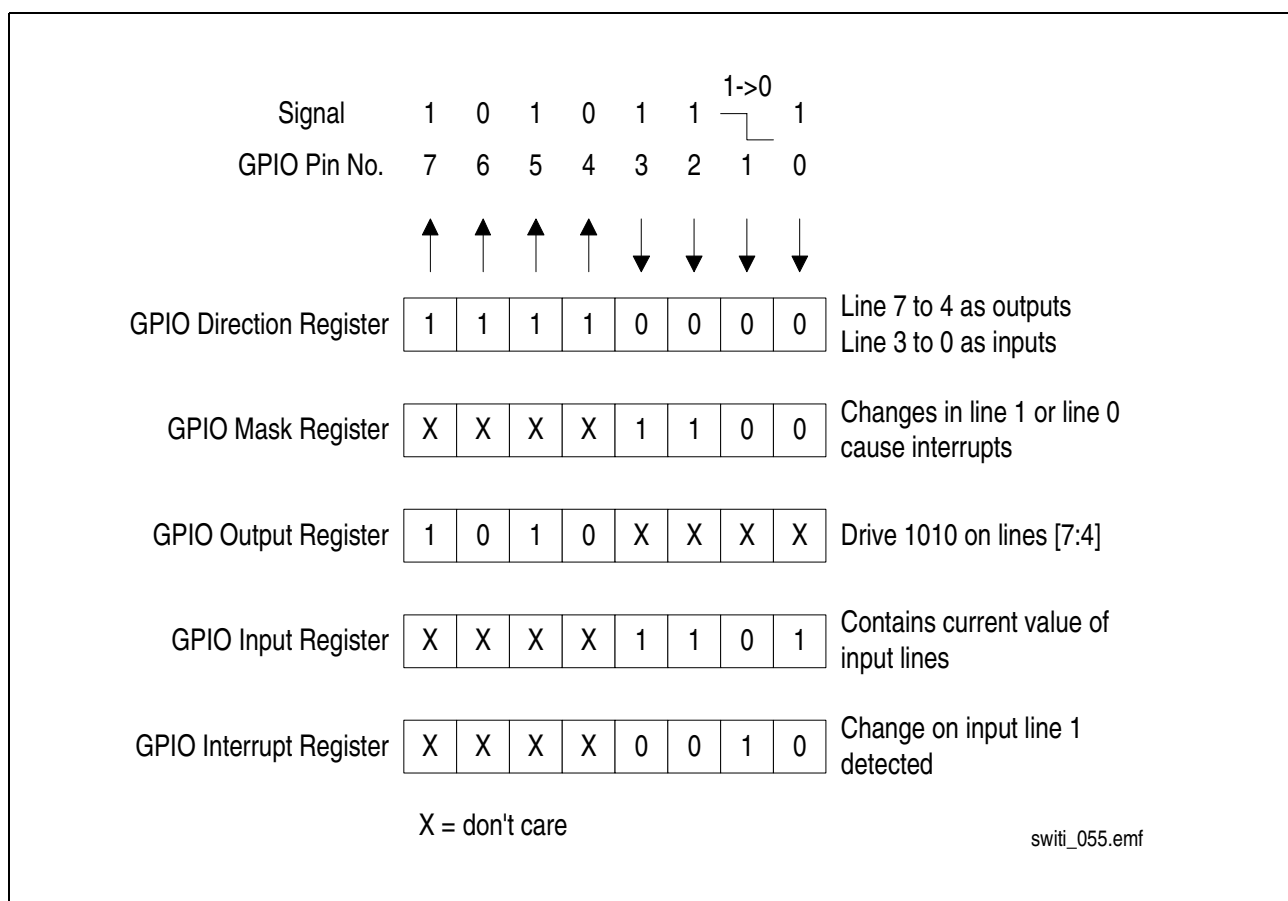 1->0
Signal 1 0 1 0 1 1 1
GPIO Pin No. 7 6 5 4 3 2 1 0
GPIO Direction Register 1 1 1 1 0 0 0 0 Line 7 to 4 as outputs
Line 3 to 0 as inputs
GPIO Mask Register X X X X 1 1 0 0 Changes in line 1 or line 0
cause interrupts
GPIO Output Register 1 0 1 0 X X X X Drive 1010 on lines [7:4]
GPIO Input Register X X X X 1 1 0 1 Contains current value of
input lines
GPIO Interrupt Register X X X X 0 0 1 0 Change on input line 1
detected
X = don't care
switi_055.emf